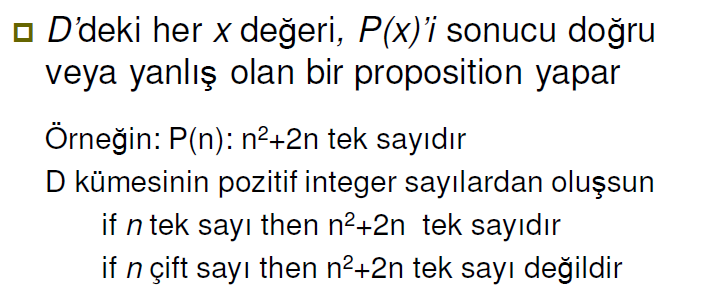 D'deki her x değeri, P(x)'i sonucu doğru
veya yanlış olan bir proposition yapar
Örneğin: P(n): n²+2n tek sayıdır
D kümesinin pozitif integer sayılardan oluşsun
if n tek sayı then n²+2n tek sayıdır
if n çift sayı then n²+2n tek sayı değildir